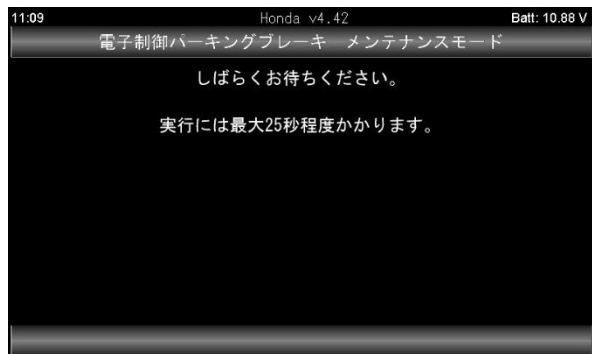 11:09 Honda v4.42 Batt: 10.88 V
電子制御パーキングブレーキ　メンテナンスモード
しばらくお待ちください。
実行には最大25秒程度かかります。